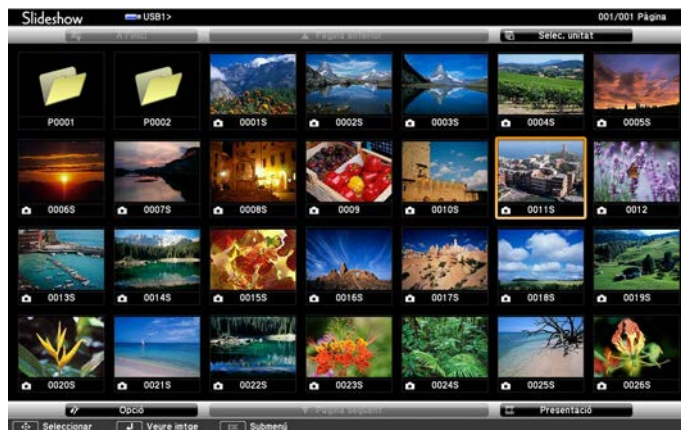 Slideshow USB1> 001/001 Pàgina
A l'inici Pàgina anterior Selec. unitat
P0001 P0002 0001S 0002S 0003S 0004S 0005S
0006S 0007S 0008S 0009 0010S 0011S 0012
0013S 0014S 0015S 0016S 0017S 0018S 0019S
0020S 0021S 0022S 0023S 0024S 0025S 0026S
Opció Pàgina següent Presentació
Seleccionar Veure intge Esc Submenú